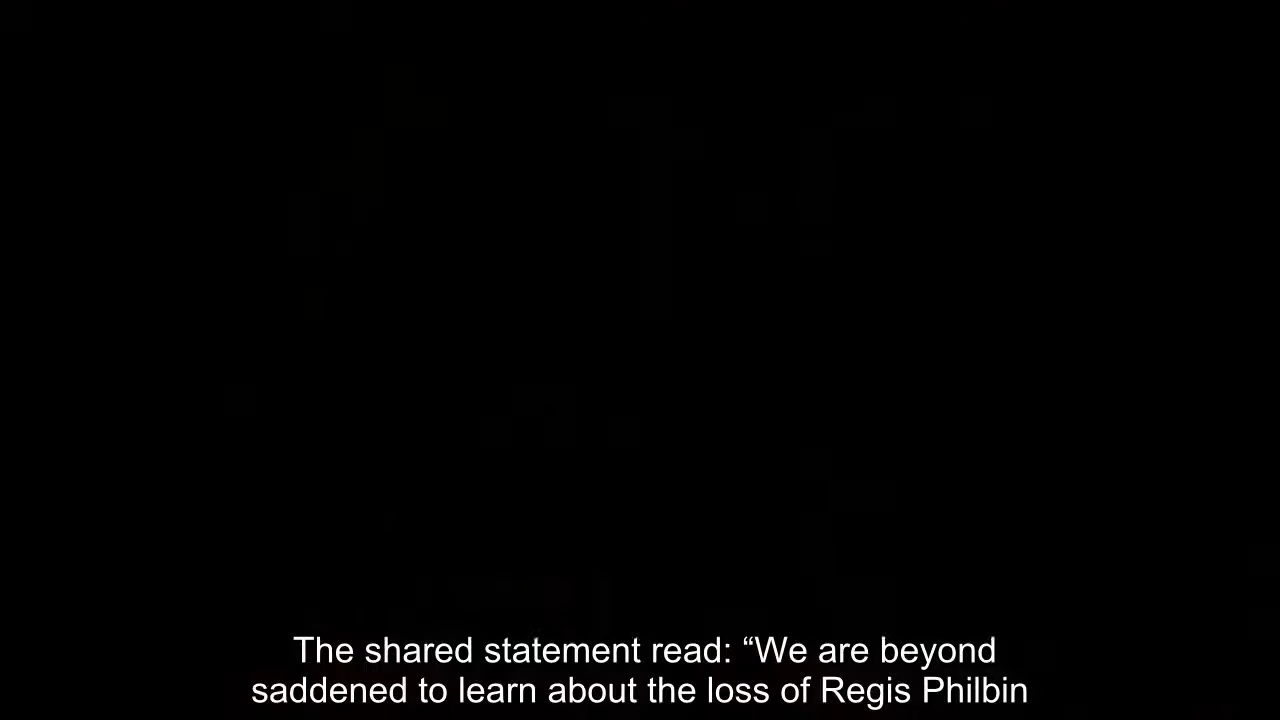 The shared statement read: “We are beyond
saddened to learn about the loss of Regis Philbin